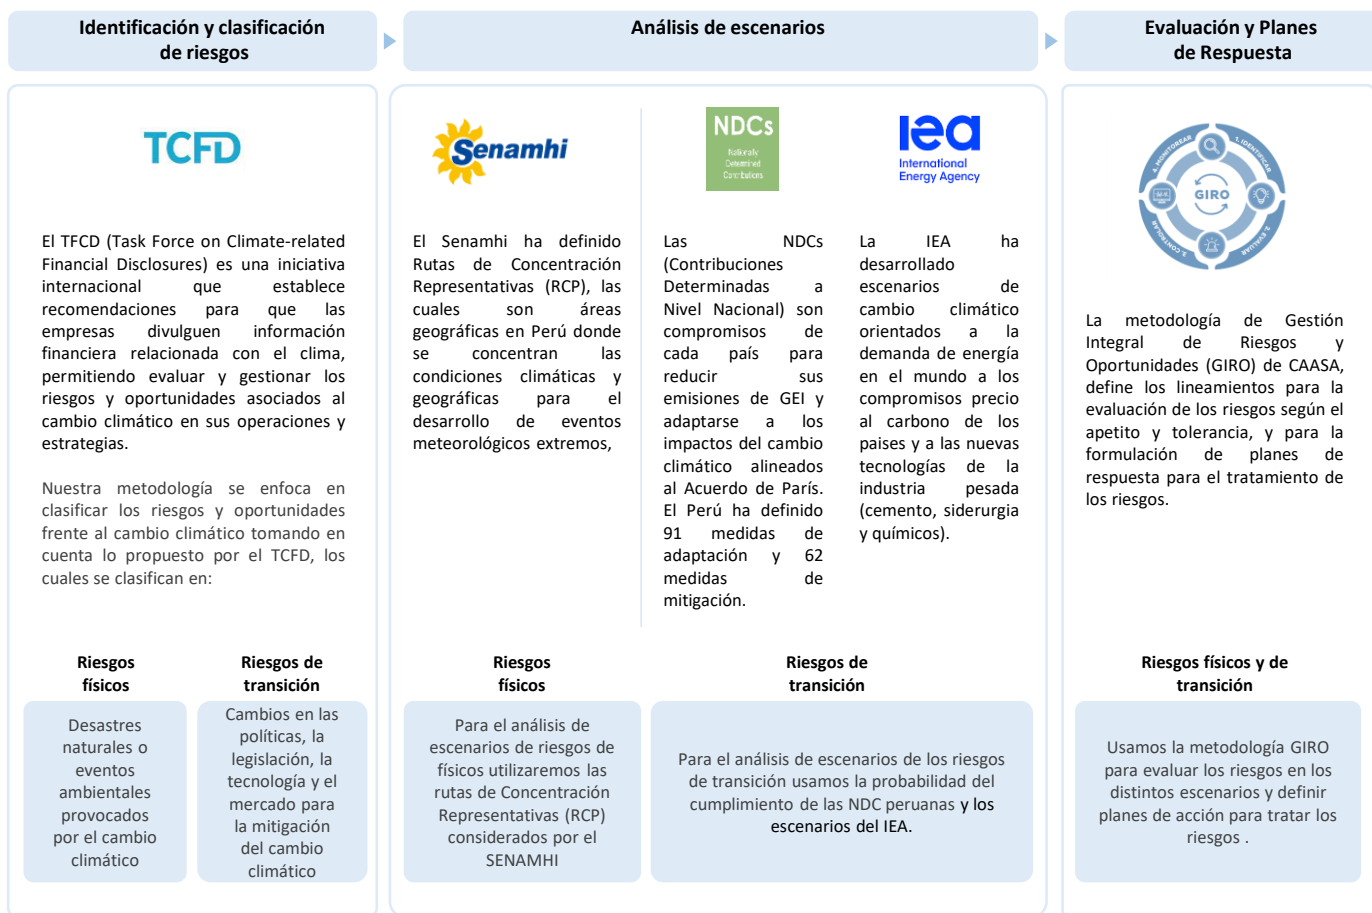 Identificación y clasificación
de riesgos
Análisis de escenarios
Evaluación y Planes
de Respuesta
TCFD
El TFCD (Task Force on Climate-related
Financial Disclosures) es una iniciativa
internacional que establece
recomendaciones para que las
empresas divulguen información
financiera relacionada con el clima,
permitiendo evaluar y gestionar los
riesgos y oportunidades asociados al
cambio climático en sus operaciones y
estrategias.
Nuestra metodología se enfoca en
clasificar los riesgos y oportunidades
frente al cambio climático tomando en
cuenta lo propuesto por el TCFD, los
cuales se clasifican en:
Riesgos
físicos
Desastres
naturales o
eventos
ambientales
provocados
por el cambio
climático
Riesgos de
transición
Cambios en las
políticas, la
legislación, la
tecnología y el
mercado para
la mitigación
del cambio
climático
Senamhi
El Senamhi ha definido
Rutas de Concentración
Representativas (RCP), las
cuales son áreas
geográficas en Perú donde
se concentran las
condiciones climáticas y
geográficas para el
desarrollo de eventos
meteorológicos extremos,
NDCs
Nationally
Determined
Contributions
Las NDCs
(Contribuciones
Determinadas a
Nivel Nacional) son
compromisos de
cada país para
reducir sus
emisiones de GEI y
adaptarse a los
impactos del cambio
climático alineados
al Acuerdo de París.
El Perú ha definido
91 medidas de
adaptación y 62
medidas de
mitigación.
iea
International
Energy Agency
La IEA ha
desarrollado
escenarios de
cambio climático
orientados a la
demanda de energía
en el mundo a los
compromisos precio
al carbono de los
paises y a las nuevas
tecnologías de la
industria pesada
(cemento, siderurgia
y químicos).
Riesgos
físicos
Para el análisis de
escenarios de riesgos de
físicos utilizaremos las
rutas de Concentración
Representativas (RCP)
considerados por el
SENAMHI
Riesgos de
transición
Para el análisis de escenarios de los riesgos
de transición usamos la probabilidad del
cumplimiento de las NDC peruanas y los
escenarios del IEA.
1. IDENTIFICAR
2. EVALUAR
3. CONTROLAR
4. MONITOREAR
GIRO
La metodología de Gestión
Integral de Riesgos y
Oportunidades (GIRO) de CAASA,
define los lineamientos para la
evaluación de los riesgos según el
apetito y tolerancia, y para la
formulación de planes de
respuesta para el tratamiento de
los riesgos.
Riesgos físicos y de
transición
Usamos la metodología GIRO
para evaluar los riesgos en los
distintos escenarios y definir
planes de acción para tratar los
riesgos .